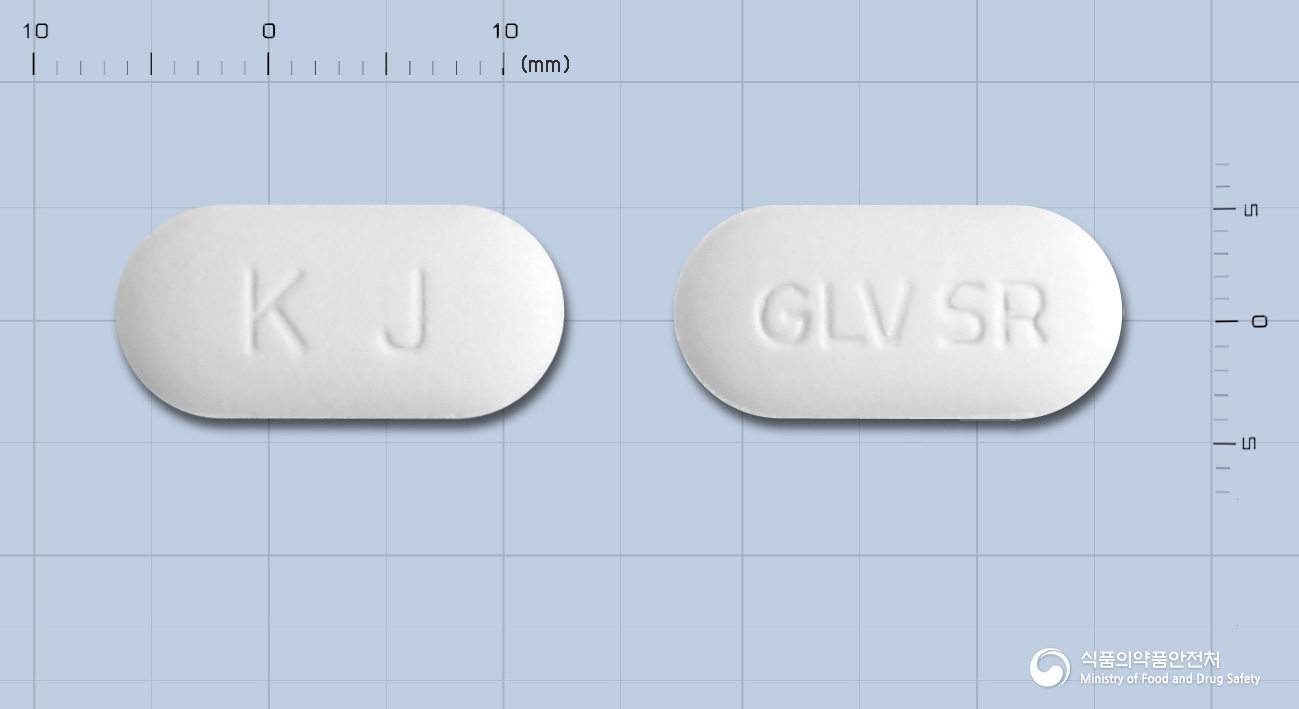 10 0 10
(mm)
K J
GLV SR
5
0
5
식품의약품안전처
Ministry of Food and Drug Safety